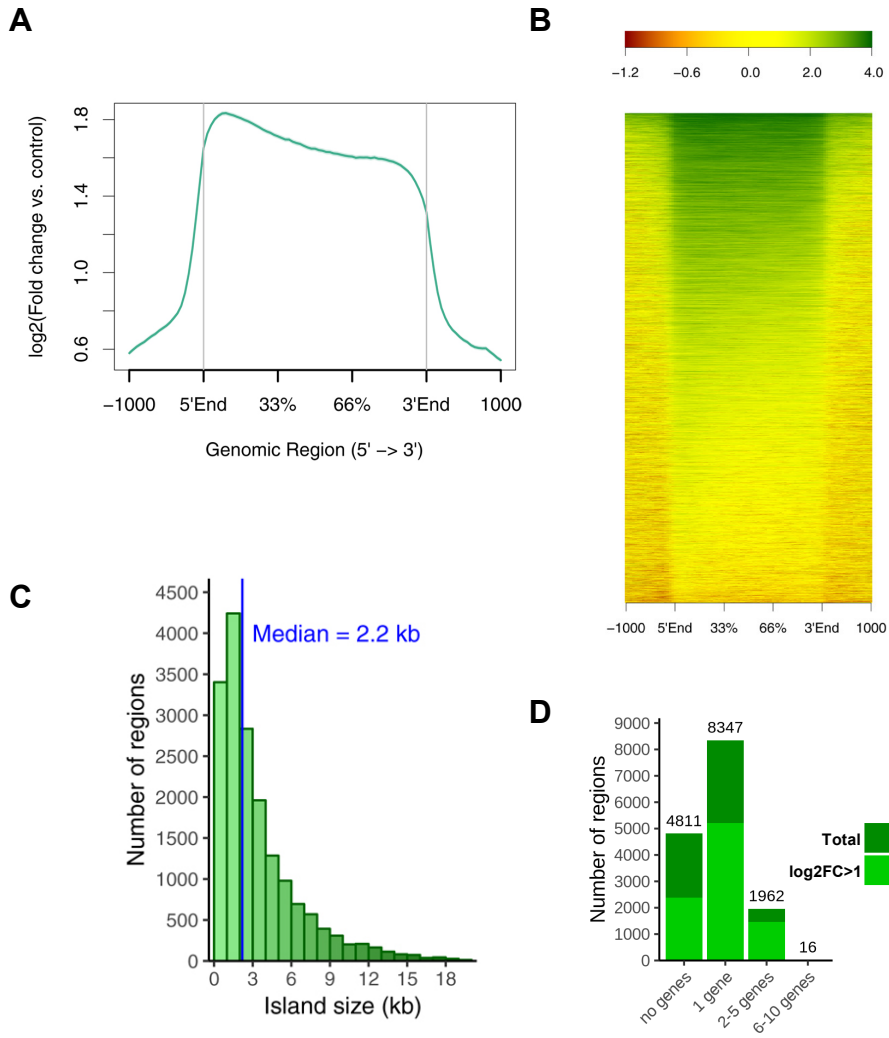 A
B
−1.2 −0.6 0.0 2.0 4.0
log2(Fold change vs. control)
1.8
1.4
1.0
0.6
−1000 5'End 33% 66% 3'End 1000
Genomic Region (5' −> 3')
−1000 5'End 33% 66% 3'End 1000
C
Number of regions
4500
4000
3500
3000
2500
2000
1500
1000
500
0
Median = 2.2 kb
0 3 6 9 12 15 18
Island size (kb)
D
Number of regions
9000
8000
7000
6000
5000
4000
3000
2000
1000
0
4811
8347
1962
16
Total
log2FC>1
no genes
1 gene
2-5 genes
6-10 genes